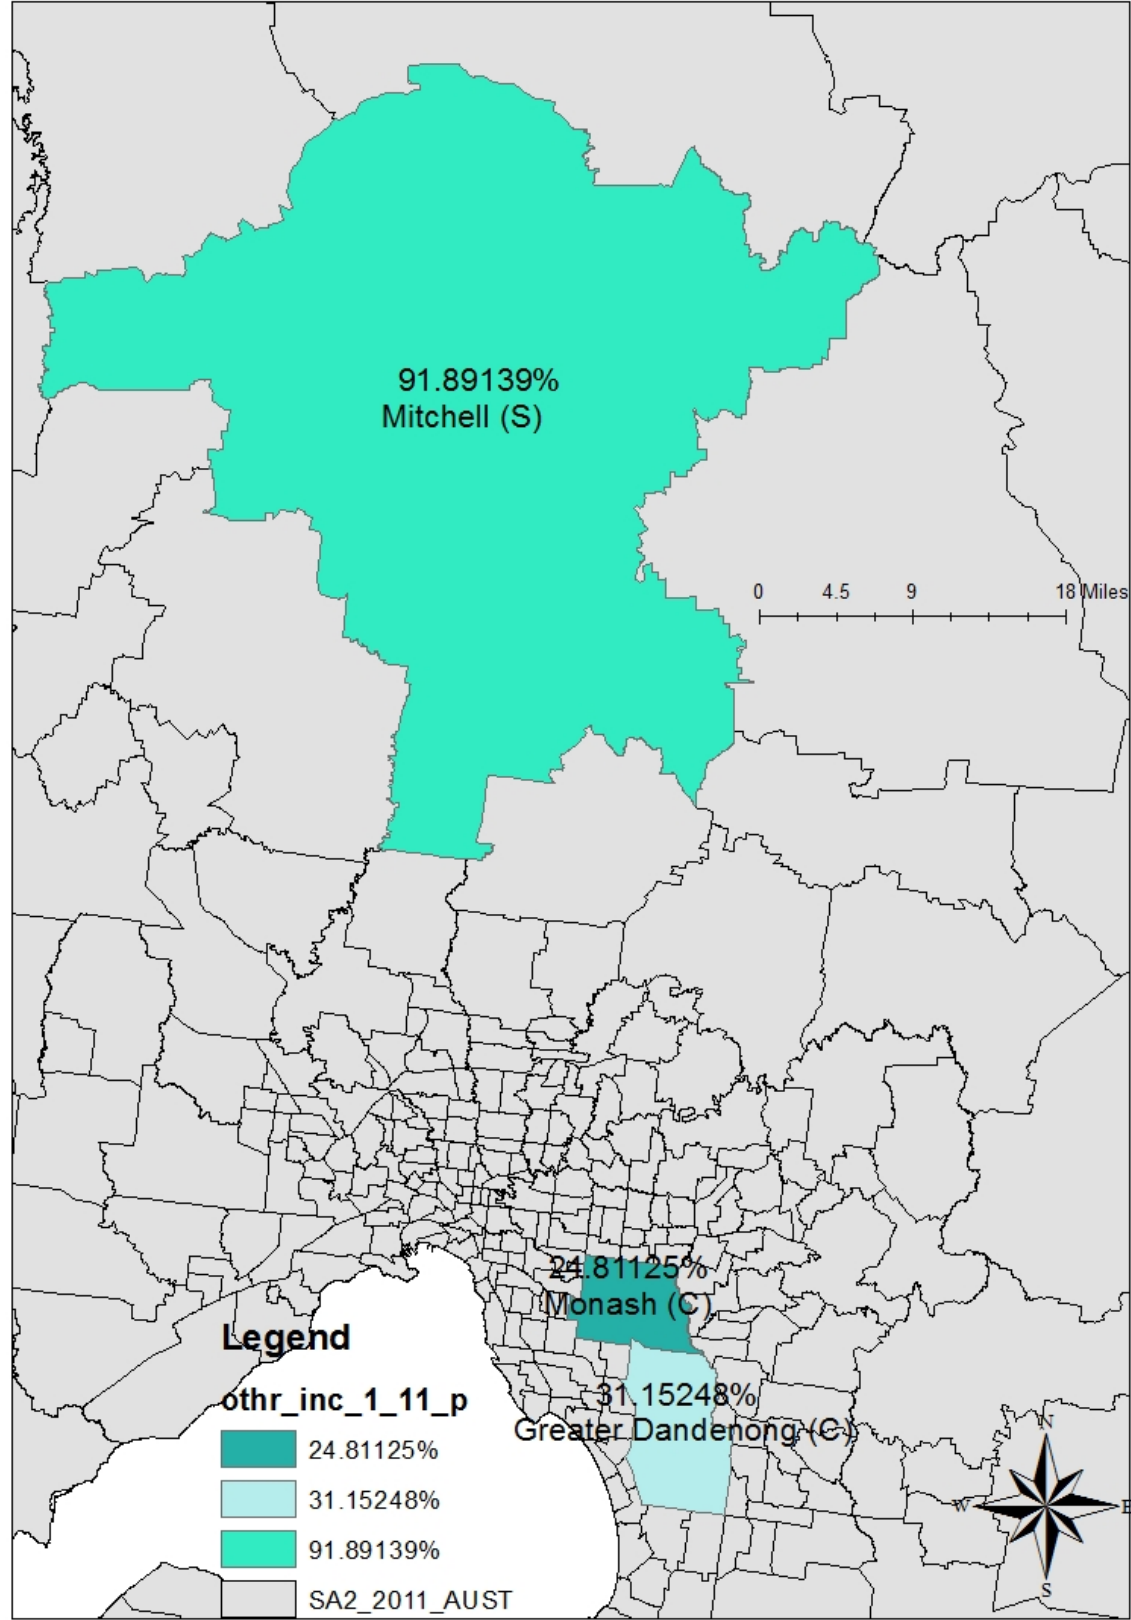 91.89139%
Mitchell (S)
0 4.5 9 18 Miles
24.81125%
Monash (C)
31.15248%
Greater Dandenong (C)
Legend
othr_inc_1_11_p
24.81125%
31.15248%
91.89139%
SA2_2011_AUST
N
W E
S